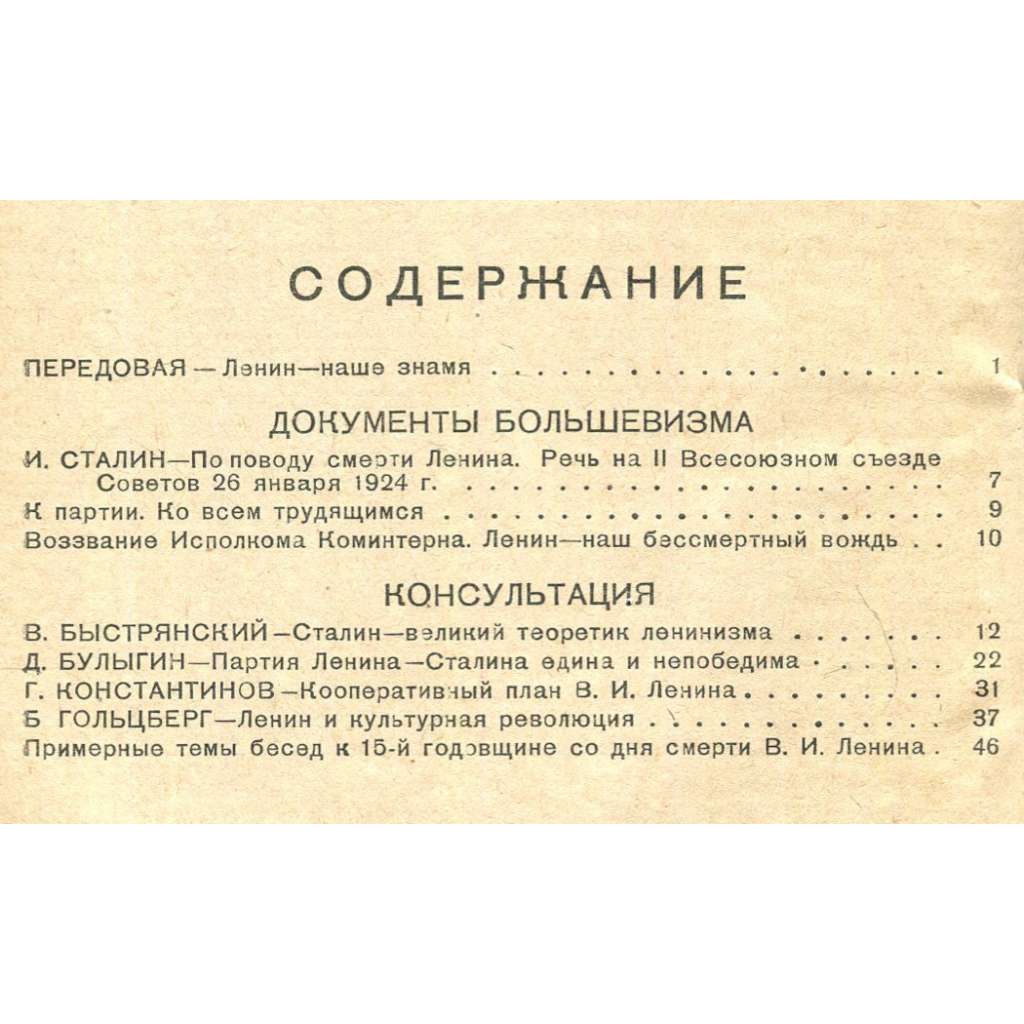 СОДЕРЖАНИЕ
ПЕРЕДОВАЯ — Ленин—наше знамя . . . . . . . . . . . . . . . . . 1
ДОКУМЕНТЫ БОЛЬШЕВИЗМА
И. СТАЛИН—По поводу смерти Ленина. Речь на II Всесоюзном съезде
Советов 26 января 1924 г. . . . . . . . . . . . . . . . . . . 7
К партии. Ко всем трудящимся . . . . . . . . . . . . . . . . . . 9
Воззвание Исполкома Коминтерна. Ленин—наш бессмертный вождь . . 10
КОНСУЛЬТАЦИЯ
В. БЫСТРЯНСКИЙ—Сталин—великий теоретик ленинизма . . . . . . . 12
Д. БУЛЫГИН—Партия Ленина—Сталина едина и непобедима . . . . . . 22
Г. КОНСТАНТИНОВ—Кооперативный план В. И. Ленина . . . . . . . . . 31
Б ГОЛЬЦБЕРГ—Ленин и культурная революция . . . . . . . . . . . . 37
Примерные темы бесед к 15-й годовщине со дня смерти В. И. Ленина . 46